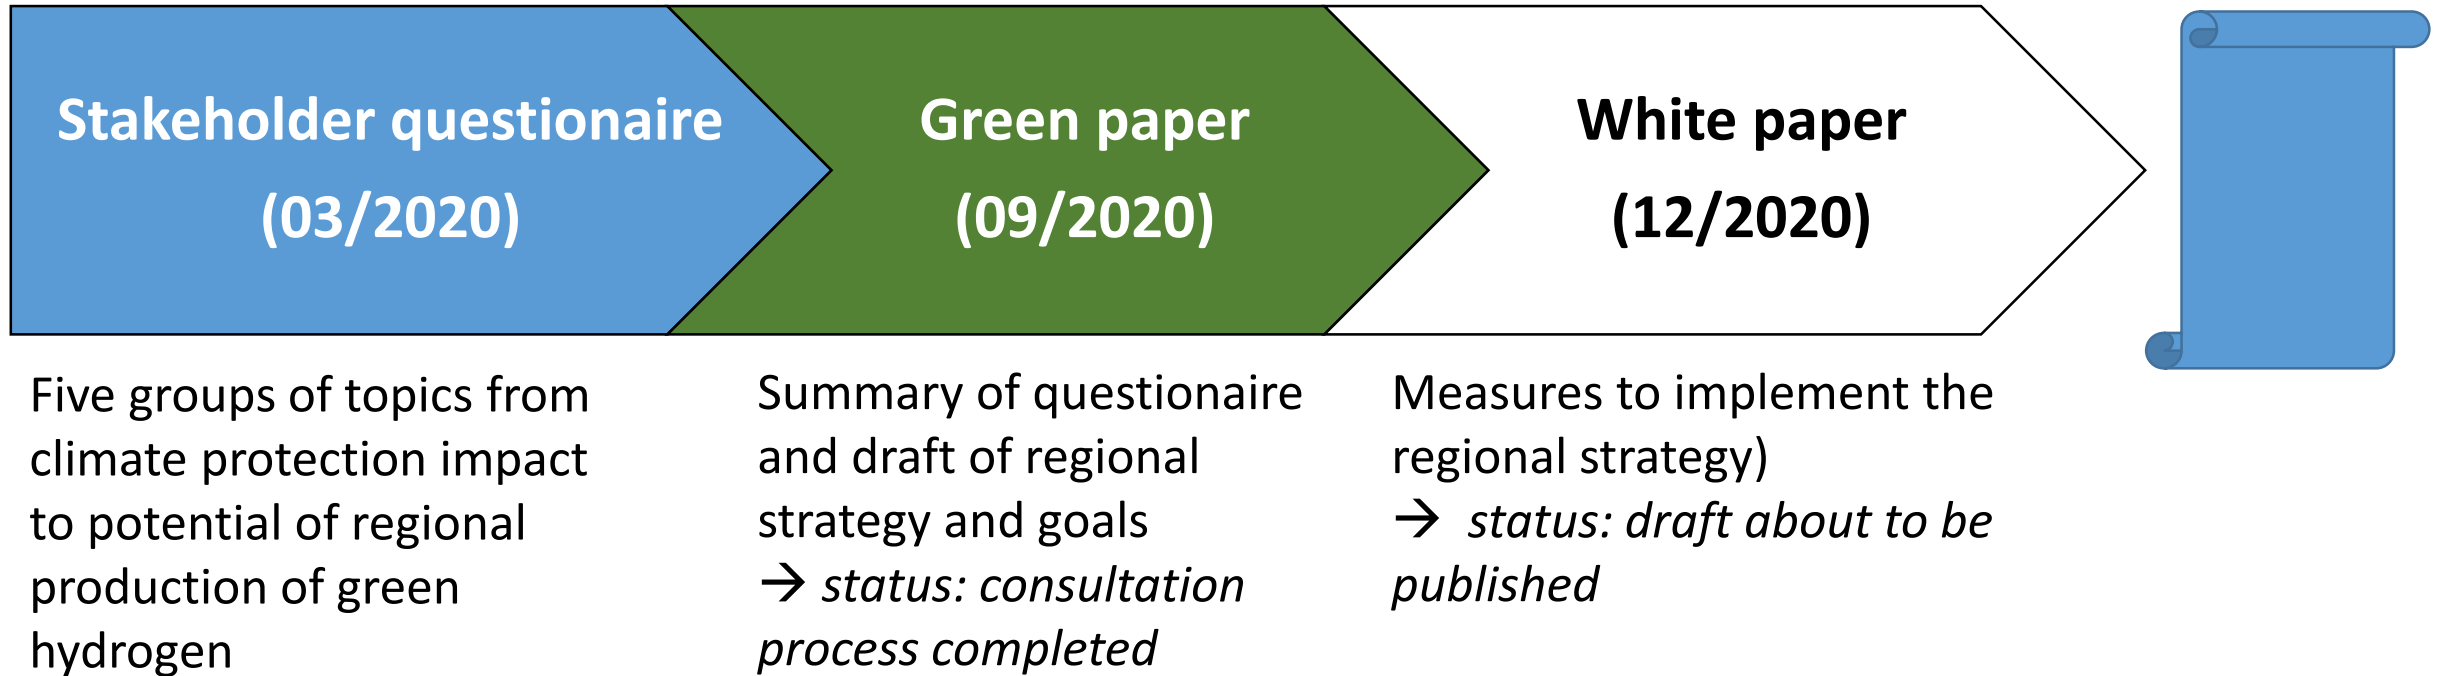 Stakeholder questionaire
(03/2020)
Green paper
(09/2020)
White paper
(12/2020)
Five groups of topics from
climate protection impact
to potential of regional
production of green
hydrogen
Summary of questionaire
and draft of regional
strategy and goals
→ status: consultation
process completed
Measures to implement the
regional strategy)
→ status: draft about to be
published